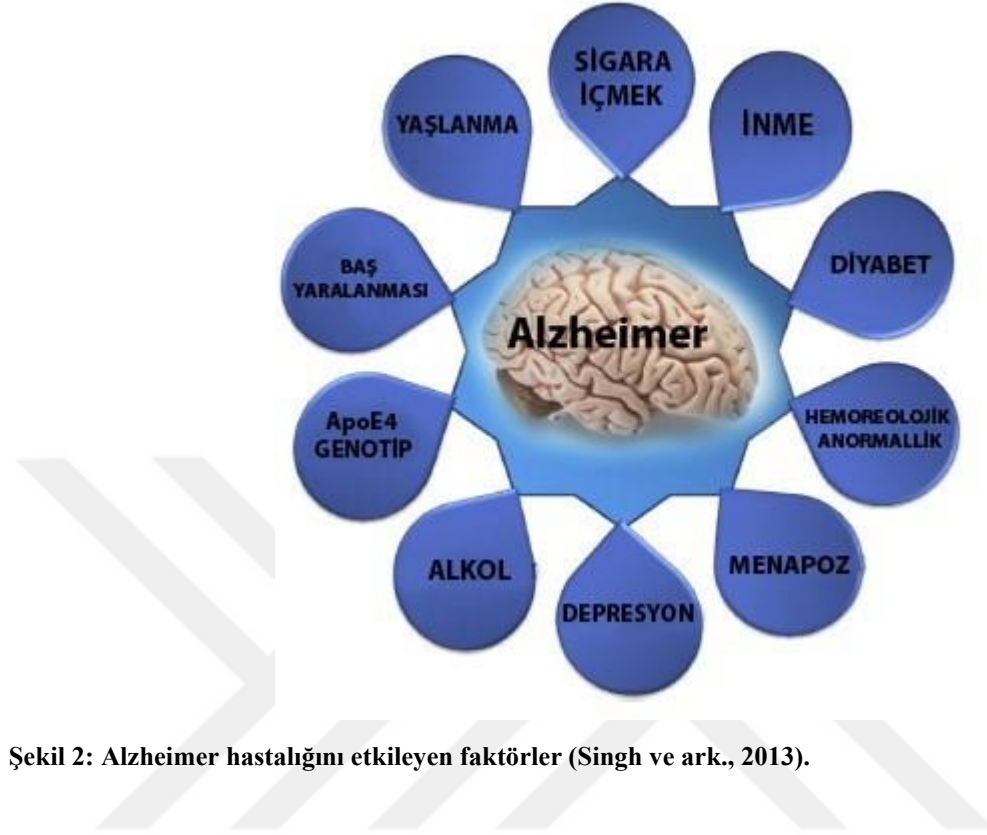 SİGARA
İÇMEK
YAŞLANMA
İNME
BAŞ
YARALANMASI
DİYABET
Alzheimer
ApoE4
GENOTİP
HEMOREOLOJİK
ANORMALLİK
ALKOL
MENAPOZ
DEPRESYON
Şekil 2: Alzheimer hastalığını etkileyen faktörler (Singh ve ark., 2013).